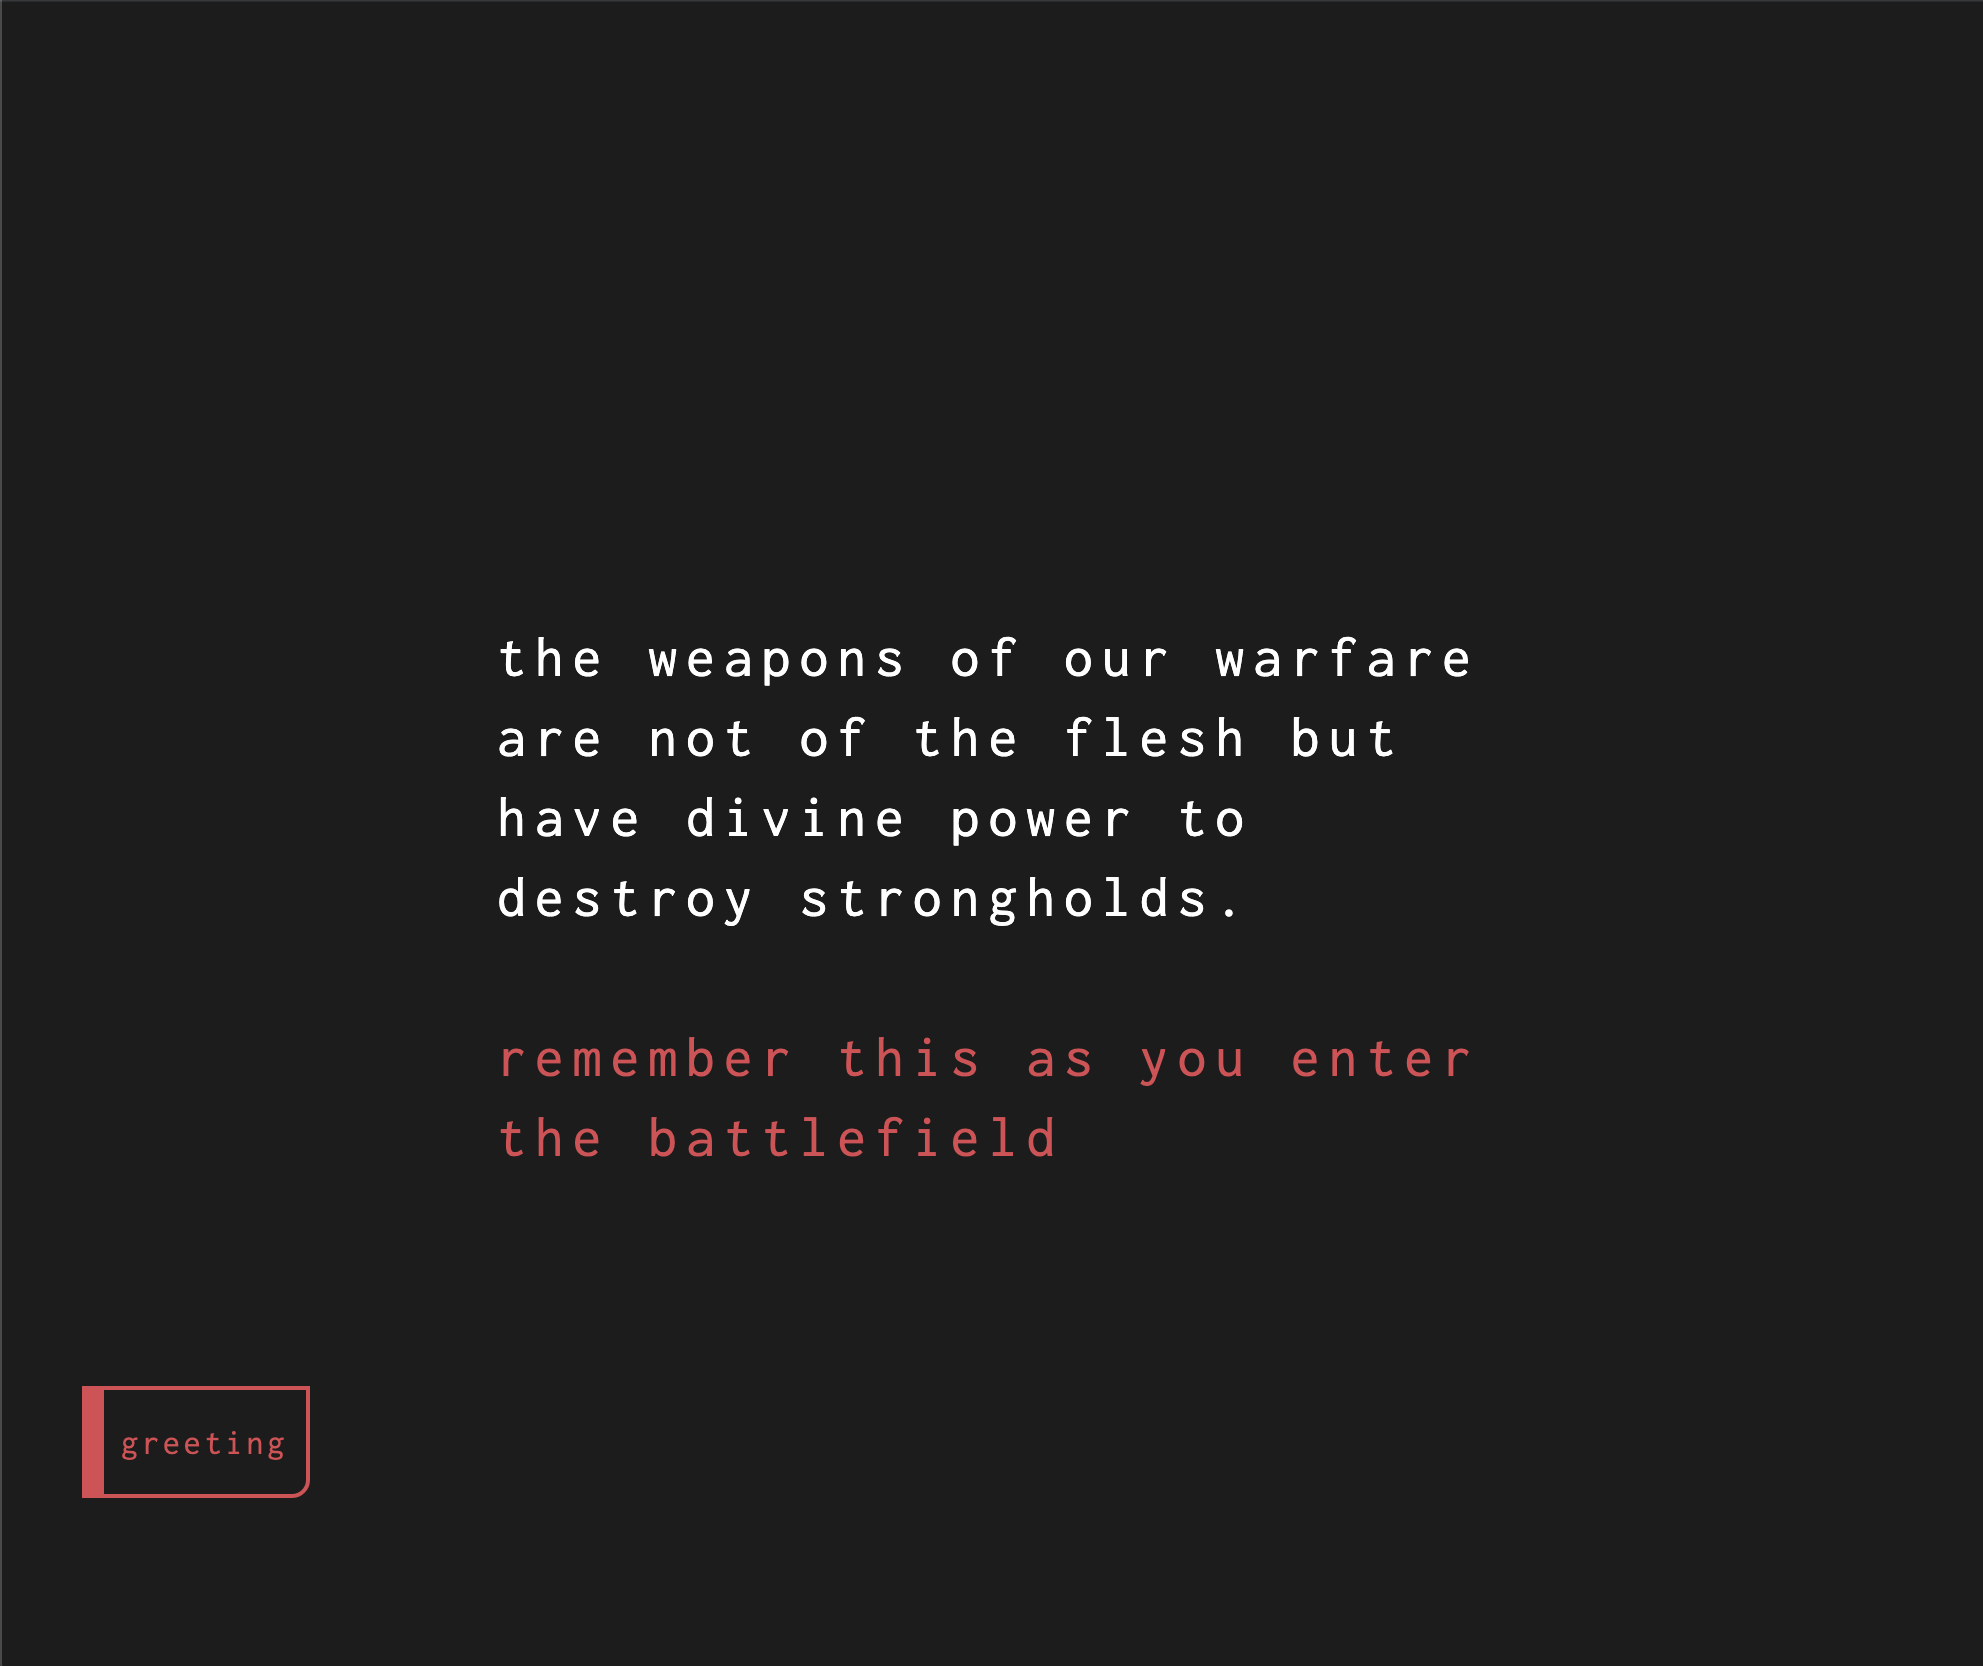 the weapons of our warfare
are not of the flesh but
have divine power to
destroy strongholds.
remember this as you enter
the battlefield
greeting